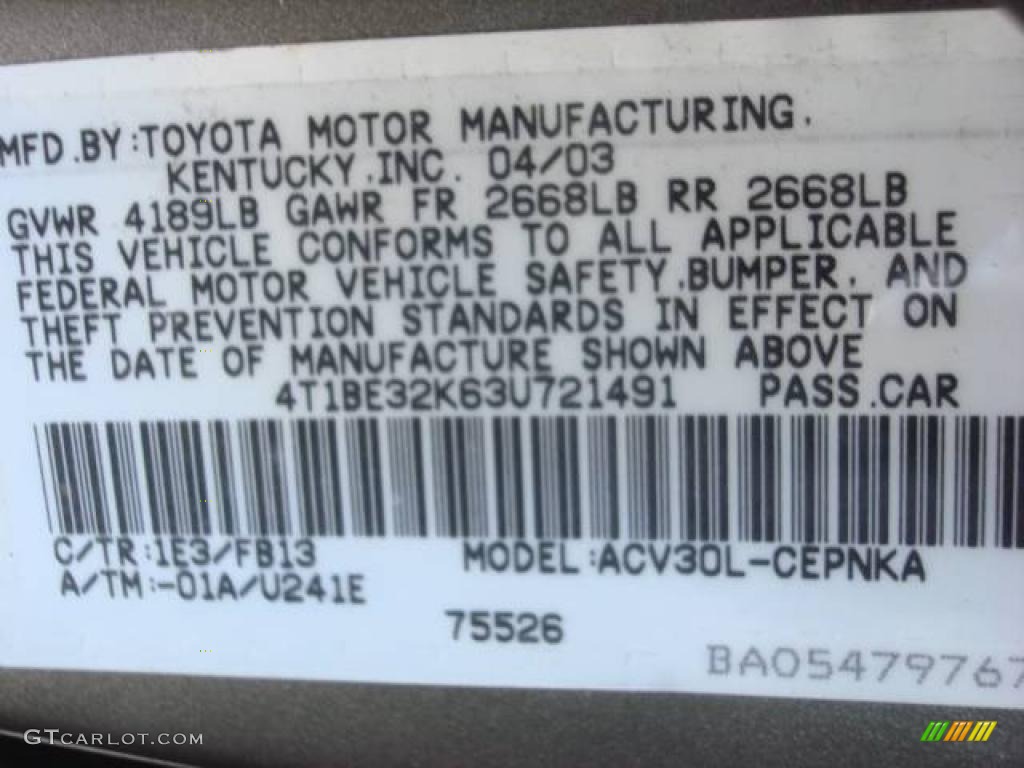 MFD.BY:TOYOTA MOTOR MANUFACTURING.
KENTUCKY.INC. 04/03
GVWR 4189LB GAWR FR 2668LB RR 2668LB
THIS VEHICLE CONFORMS TO ALL APPLICABLE
FEDERAL MOTOR VEHICLE SAFETY.BUMPER. AND
THEFT PREVENTION STANDARDS IN EFFECT ON
THE DATE OF MANUFACTURE SHOWN ABOVE
4T1BE32K63U721491 PASS.CAR
C/TR:1E3/FB13 MODEL:ACV30L-CEPNKA
A/TM:-01A/U241E
75526
BA05479767
GTCARLOT.COM